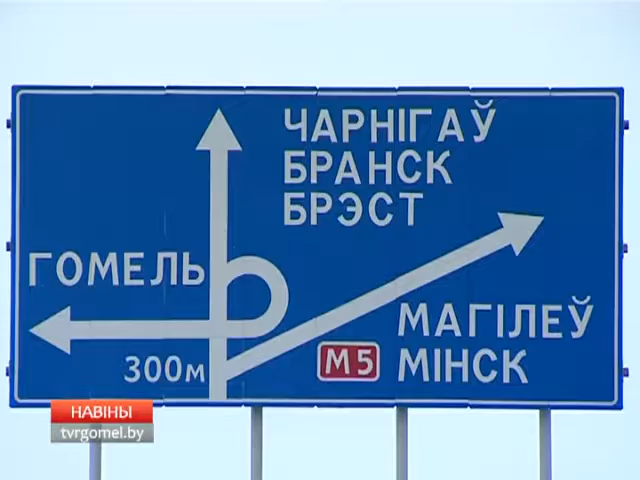 ЧАРНІГАЎ
БРАНСК
БРЭСТ
ГОМЕЛЬ
МАГІЛЕЎ
300м
М5
МІНСК
НАВІНЫ
tvrgomel.by